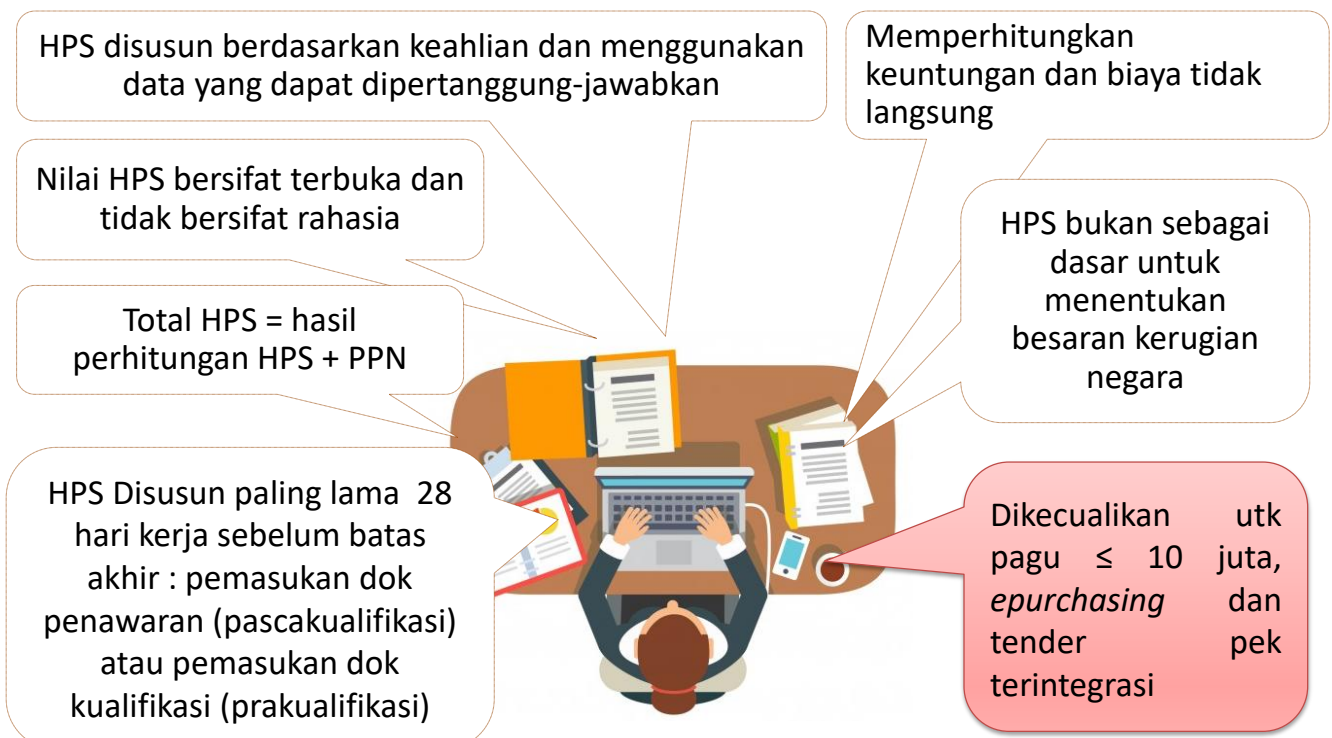 HPS disusun berdasarkan keahlian dan menggunakan
data yang dapat dipertanggung-jawabkan
Memperhitungkan
keuntungan dan biaya tidak
langsung
Nilai HPS bersifat terbuka dan
tidak bersifat rahasia
HPS bukan sebagai
dasar untuk
menentukan
besaran kerugian
negara
Total HPS = hasil
perhitungan HPS + PPN
HPS Disusun paling lama 28
hari kerja sebelum batas
akhir : pemasukan dok
penawaran (pascakualifikasi)
atau pemasukan dok
kualifikasi (prakualifikasi)
Dikecualikan utk
pagu ≤ 10 juta,
epurchasing dan
tender pek
terintegrasi